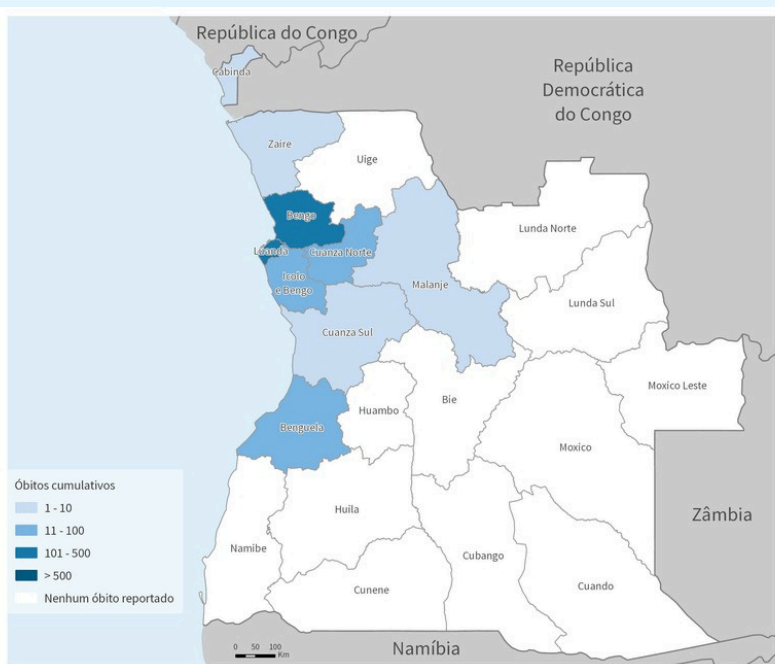 República do Congo
Cabinda
República
Democrática
do Congo
Zaire
Uige
Bengo
Lunda Norte
Luanda
Cuanza Norte
Icolo
e Bengo
Malanje
Lunda Sul
Cuanza Sul
Moxico Leste
Huambo
Bie
Benguela
Moxico
Óbitos cumulativos
1 - 10
11 - 100
101 - 500
> 500
Nenhum óbito reportado
Huila
Zâmbia
Namibe
Cubango
Cuando
Cunene
0 50 100
Km
Namíbia